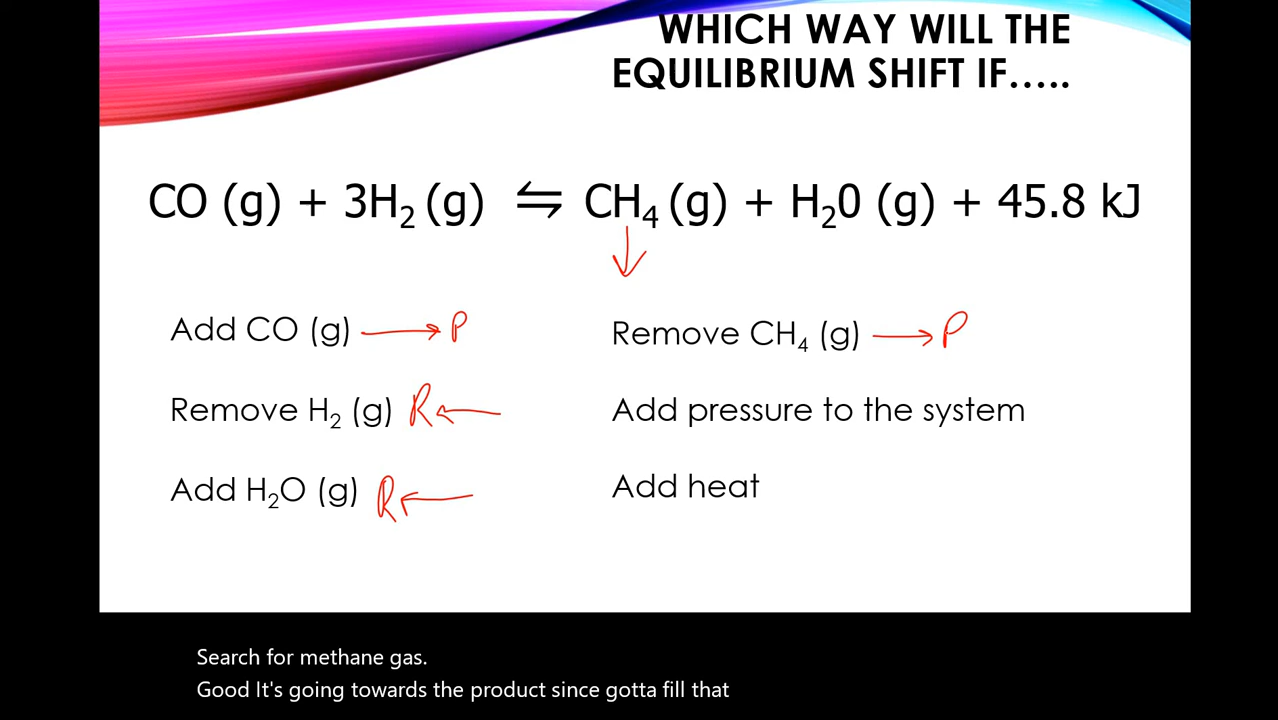 WHICH WAY WILL THE
EQUILIBRIUM SHIFT IF.....
CO (g) + 3H₂ (g) ⇋ CH₄ (g) + H₂0 (g) + 45.8 kJ
Add CO (g) → P
Remove H₂ (g) R ←
Add H₂O (g) R ←
Remove CH₄ (g) → P
Add pressure to the system
Add heat
Search for methane gas.
Good It's going towards the product since gotta fill that